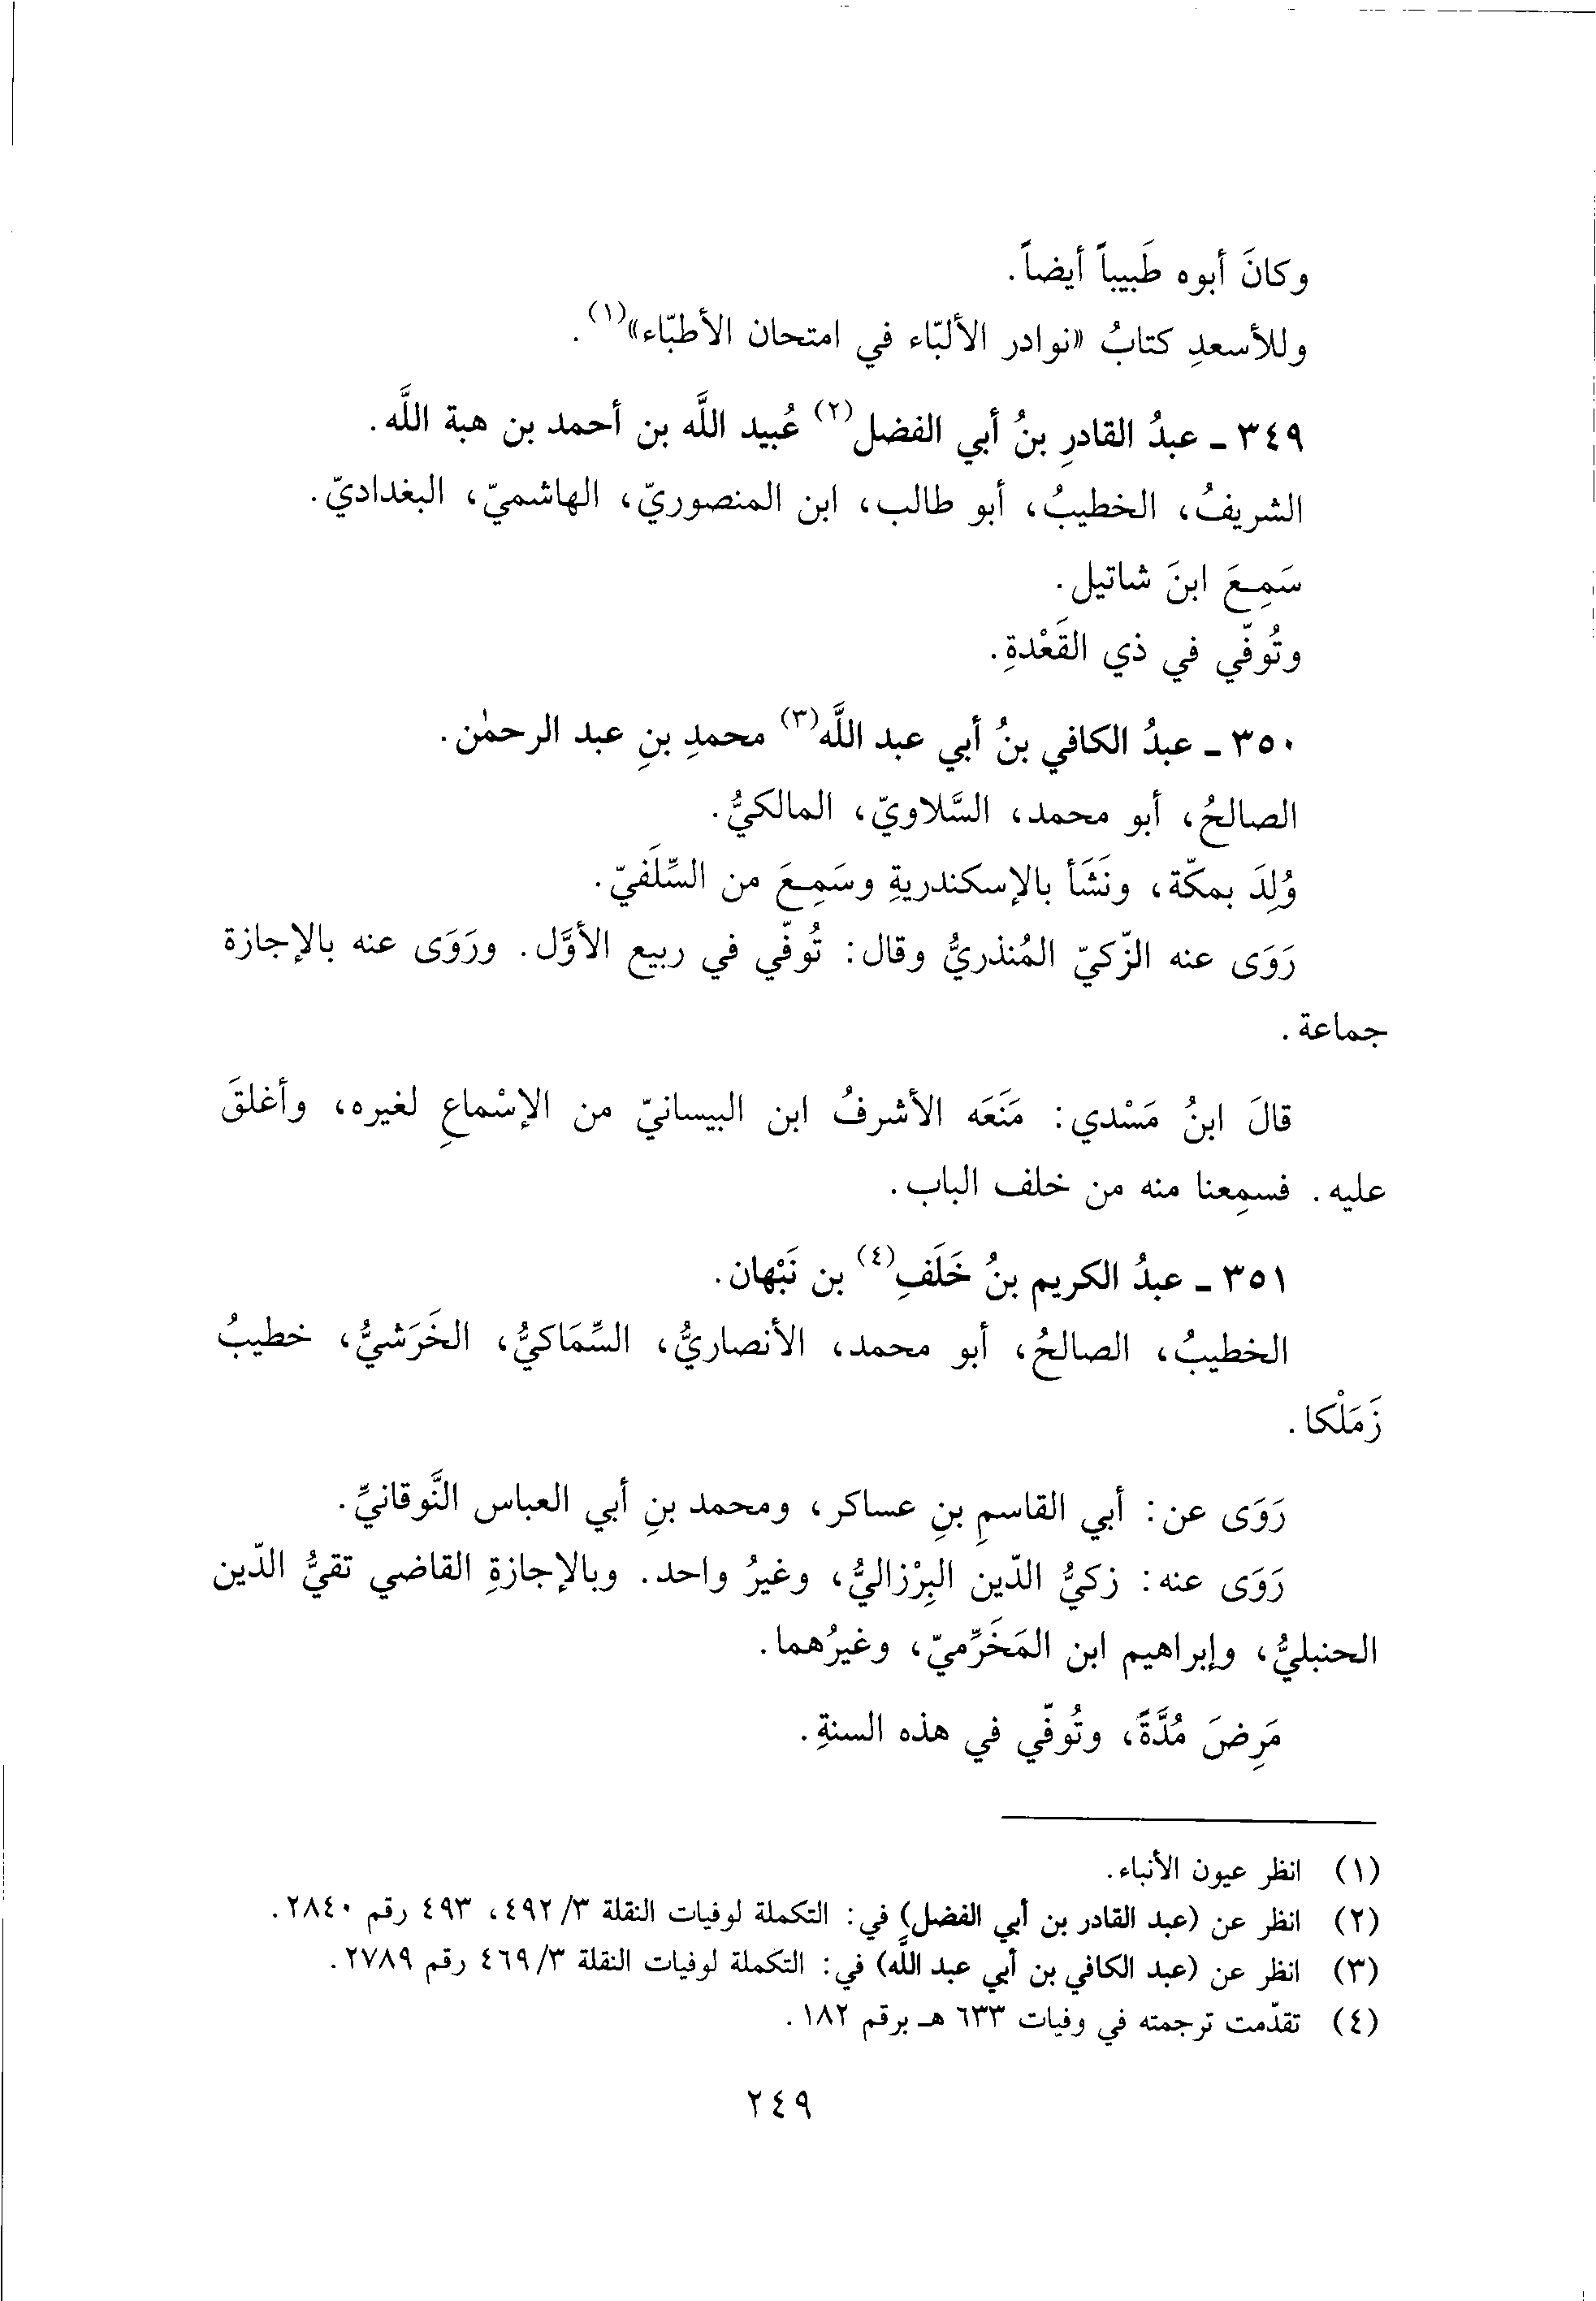 وكانَ أبوه طَبيباً أيضاً.
وللأسعدِ كتابُ «نوادر الألبّاء في امتحان الأطبّاء»(١).
٣٤٩ ـ عبدُ القادرِ بنُ أبي الفضل(٢) عُبيد اللَّه بن أحمد بن هبة اللَّه.
الشريفُ، الخطيبُ، أبو طالب، ابن المنصوريّ، الهاشميّ، البغداديّ.
سَمِعَ ابنَ شاتيل.
وتُوفّي في ذي القَعْدةِ.
٣٥٠ ـ عبدُ الكافي بنُ أبي عبد اللَّه(٣) محمدِ بنِ عبد الرحمٰن.
الصالحُ، أبو محمد، السَّلاويّ، المالكيُّ.
وُلِدَ بمكّة، ونَشَأ بالإسكندريةِ وسَمِعَ من السِّلَفيّ.
رَوَى عنه الزّكيّ المُنذريُّ وقال: تُوفّي في ربيع الأوَّل. ورَوَى عنه بالإجازة
جماعة.
قالَ ابنُ مَسْدي: مَنَعَه الأشرفُ ابن البيسانيّ من الإسْماعِ لغيره، وأغلقَ
عليه. فسمِعنا منه من خلف الباب.
٣٥١ ـ عبدُ الكريم بنُ خَلَفِ(٤) بن نَبْهان.
الخطيبُ، الصالحُ، أبو محمد، الأنصاريُّ، السِّمَاكيُّ، الخَرَشيُّ، خطيبُ
زَمَلْكا.
رَوَى عن: أبي القاسمِ بنِ عساكر، ومحمد بنِ أبي العباس النَّوقانيِّ.
رَوَى عنه: زكيُّ الدّين البِرْزاليُّ، وغيرُ واحد. وبالإجازةِ القاضي تقيُّ الدّين
الحنبليُّ، وإبراهيم ابن المَخَرِّميّ، وغيرُهما.
مَرِضَ مُدَّةً، وتُوفّي في هذه السنةِ.
(١) انظر عيون الأنباء.
(٢) انظر عن (عبد القادر بن أبي الفضل) في: التكملة لوفيات النقلة ٣/ ٤٩٢، ٤٩٣ رقم ٢٨٤٠.
(٣) انظر عن (عبد الكافي بن أبي عبد اللَّه) في: التكملة لوفيات النقلة ٣/ ٤٦٩ رقم ٢٧٨٩.
(٤) تقدّمت ترجمته في وفيات ٦٣٣ هـ برقم ١٨٢.
٢٤٩